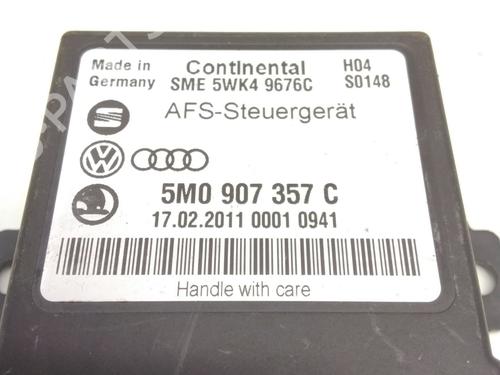 Made in Germany
Continental
SME 5WK4 9676C
H04
S0148
AFS-Steuergerät
5M0 907 357 C
17.02.2011 0001 0941
Handle with care